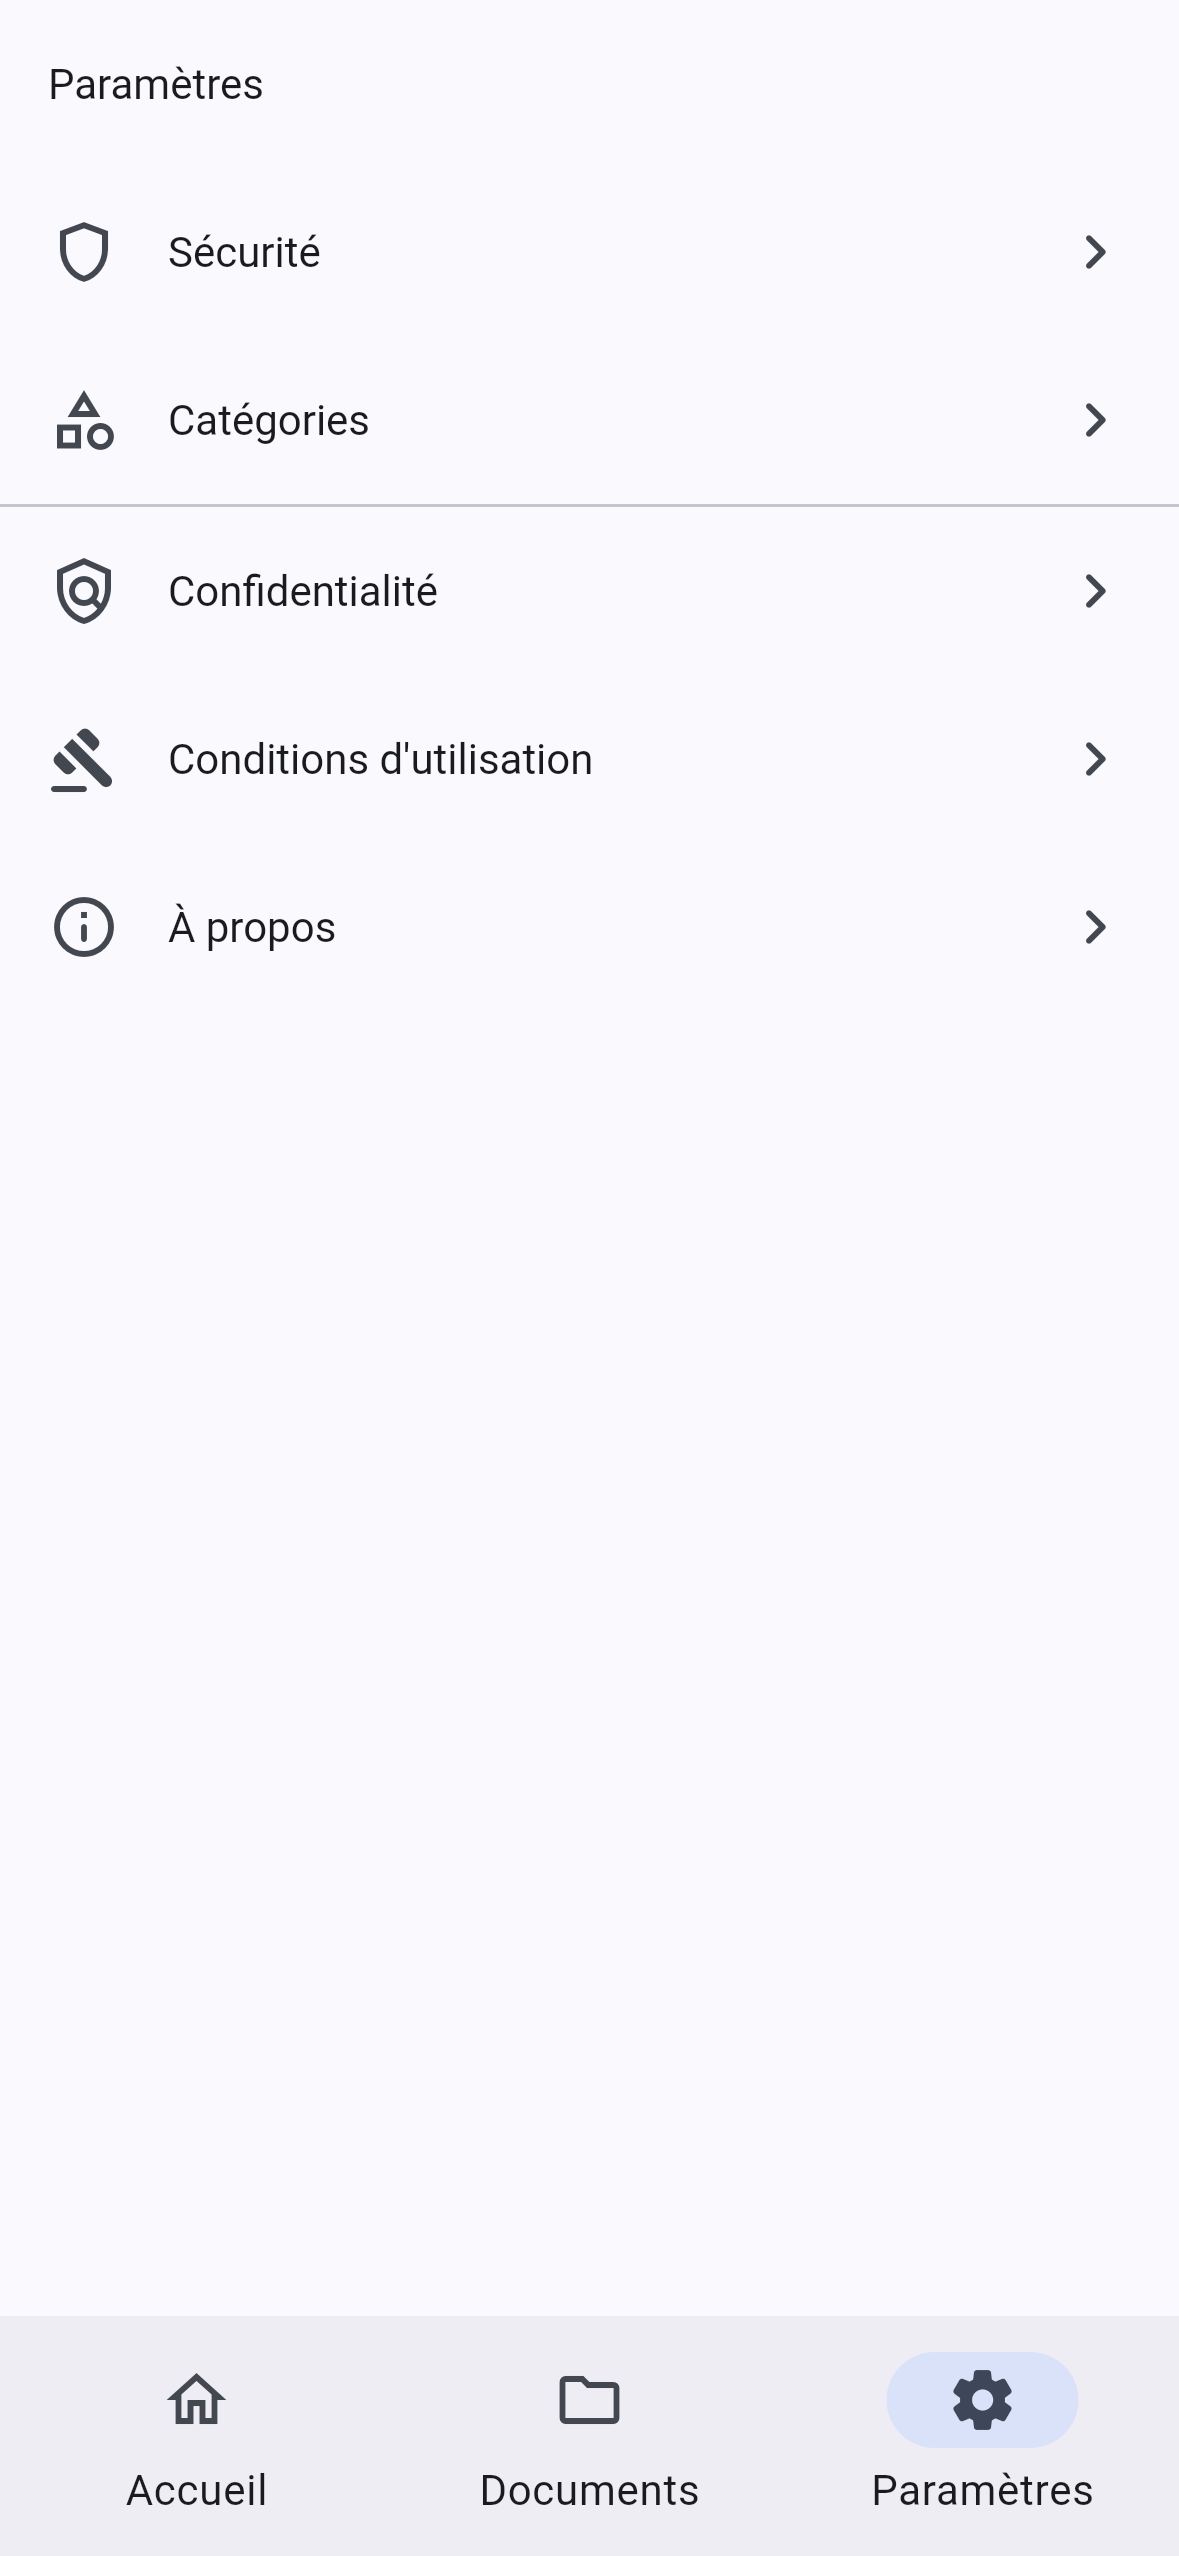 Paramètres
Sécurité
Catégories
Confidentialité
Conditions d'utilisation
À propos
Accueil
Documents
Paramètres